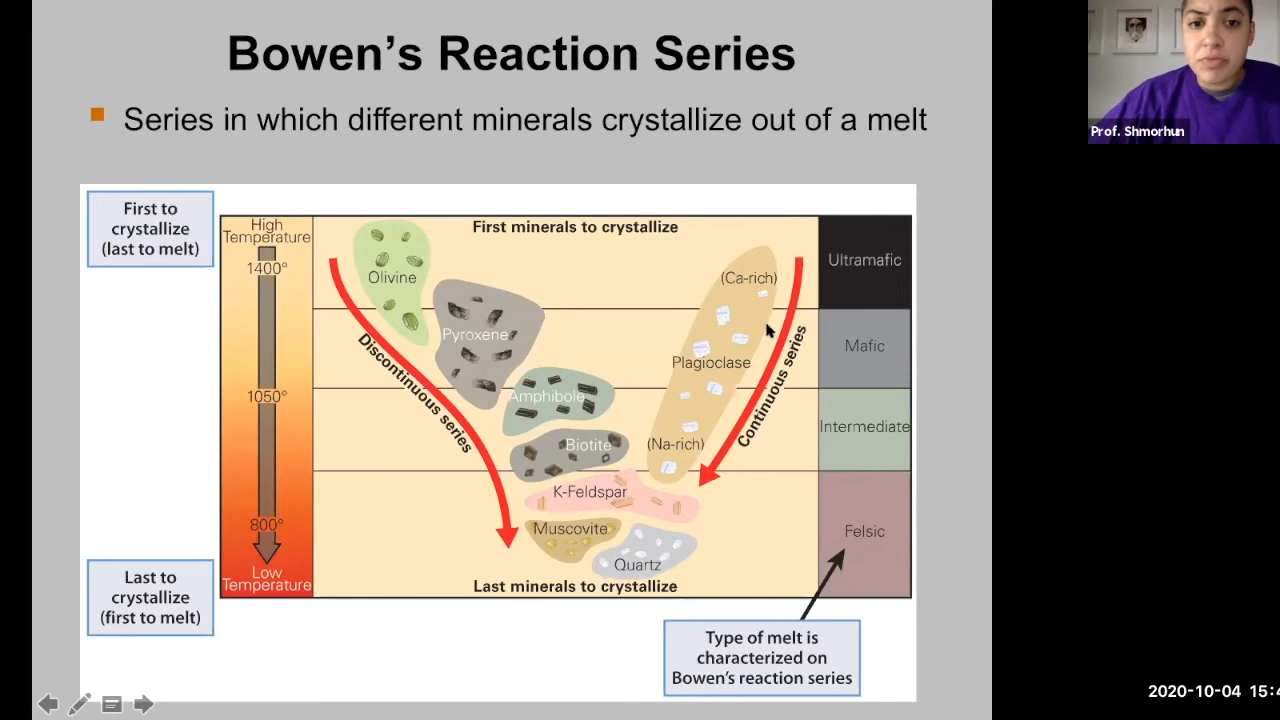 Bowen's Reaction Series
Series in which different minerals crystallize out of a melt
Prof. Shmorhun
First to
crystallize
(last to melt)
High
Temperature
1400°
1050°
800°
Low
Temperature
Last to
crystallize
(first to melt)
First minerals to crystallize
Olivine
Pyroxene
Amphibole
Biotite
K-Feldspar
Muscovite
Quartz
Discontinuous series
(Ca-rich)
Plagioclase
(Na-rich)
Continuous series
Last minerals to crystallize
Ultramafic
Mafic
Intermediate
Felsic
Type of melt is
characterized on
Bowen's reaction series
2020-10-04 15:4